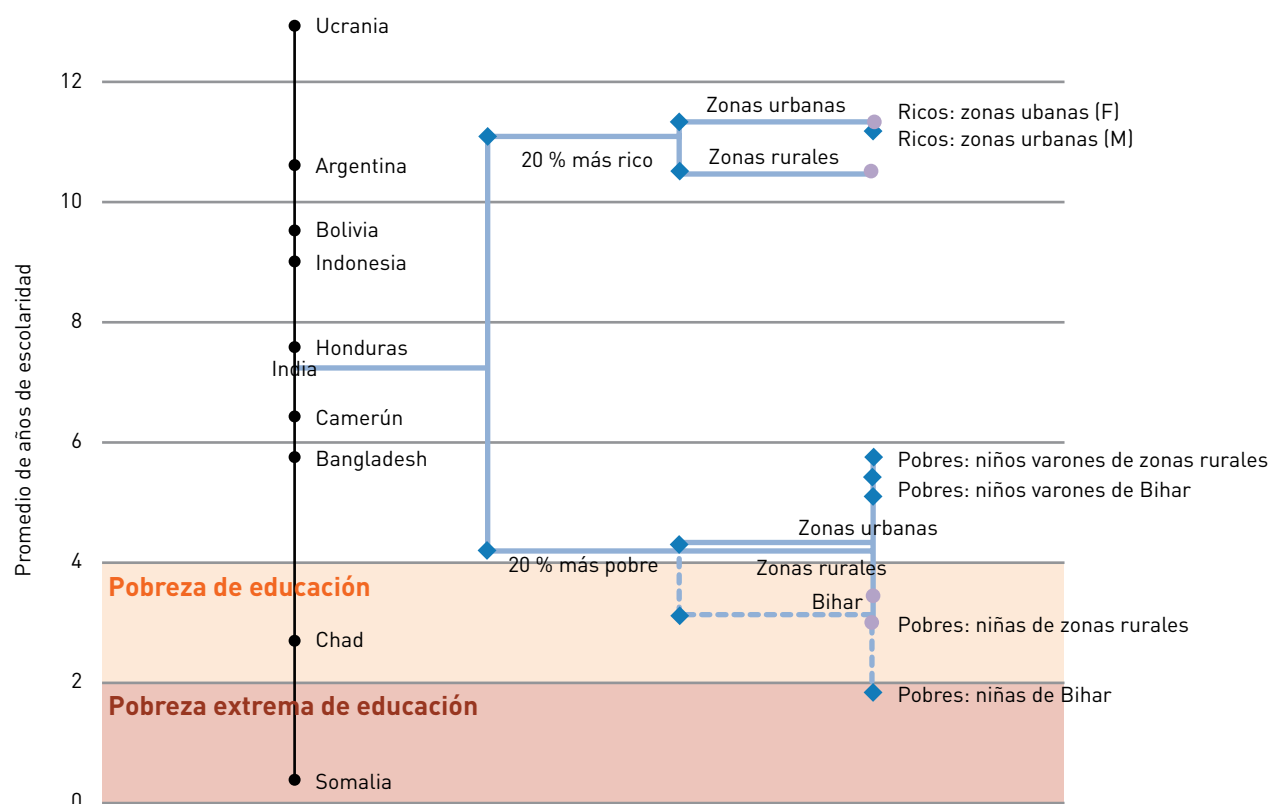 Promedio de años de escolaridad
12
10
8
6
4
2
0
Ucrania
Argentina
Bolivia
Indonesia
Honduras
India
Camerún
Bangladesh
Chad
Somalia
Pobreza de educación
Pobreza extrema de educación
20 % más rico
20 % más pobre
Zonas urbanas
Zonas rurales
Ricos: zonas ubanas (F)
Ricos: zonas urbanas (M)
Pobres: niños varones de zonas rurales
Pobres: niños varones de Bihar
Zonas urbanas
Zonas rurales
Bihar
Pobres: niñas de zonas rurales
Pobres: niñas de Bihar